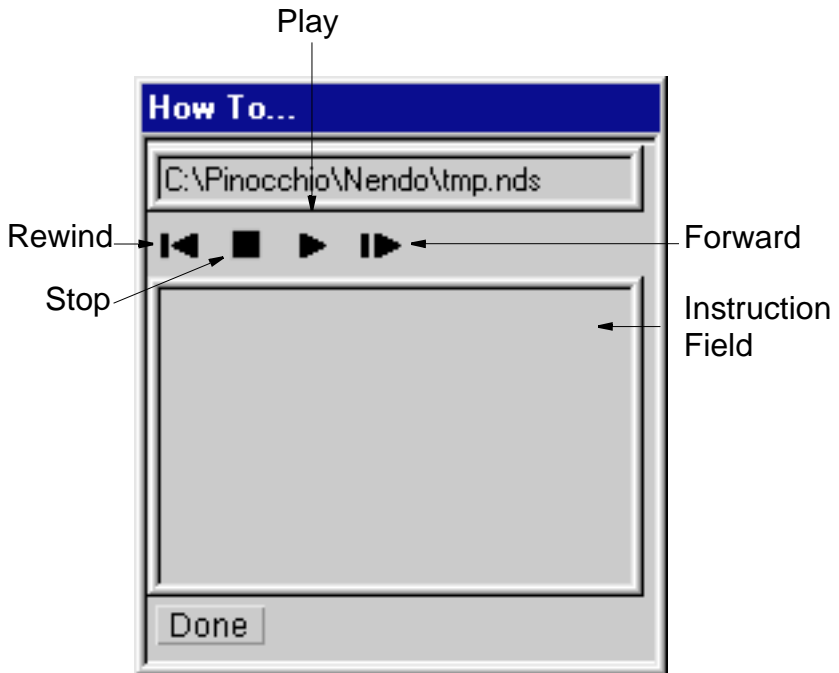 Play
How To...
C:\Pinocchio\Nendo\tmp.nds
Rewind
Forward
Stop
Instruction
Field
Done